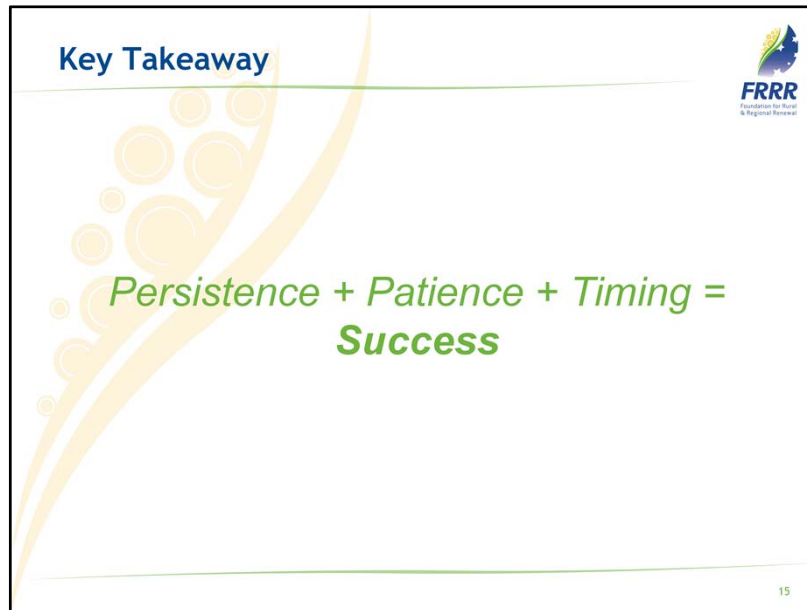 Key Takeaway
FRRR
Foundation for Rural
& Regional Renewal
Persistence + Patience + Timing =
Success
15